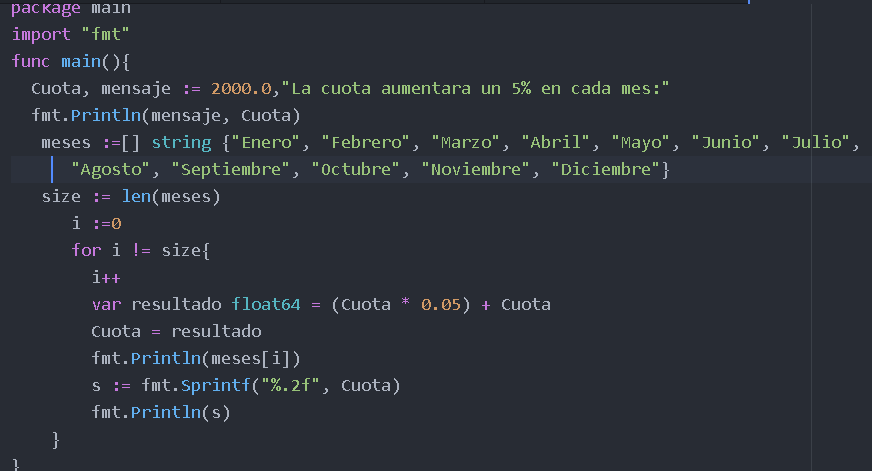 package main
import "fmt"
func main(){
Cuota, mensaje := 2000.0,"La cuota aumentara un 5% en cada mes:"
fmt.Println(mensaje, Cuota)
meses :=[] string {"Enero", "Febrero", "Marzo", "Abril", "Mayo", "Junio", "Julio",
"Agosto", "Septiembre", "Octubre", "Noviembre", "Diciembre"}
size := len(meses)
i :=0
for i != size{
i++
var resultado float64 = (Cuota * 0.05) + Cuota
Cuota = resultado
fmt.Println(meses[i])
s := fmt.Sprintf("%.2f", Cuota)
fmt.Println(s)
}
}